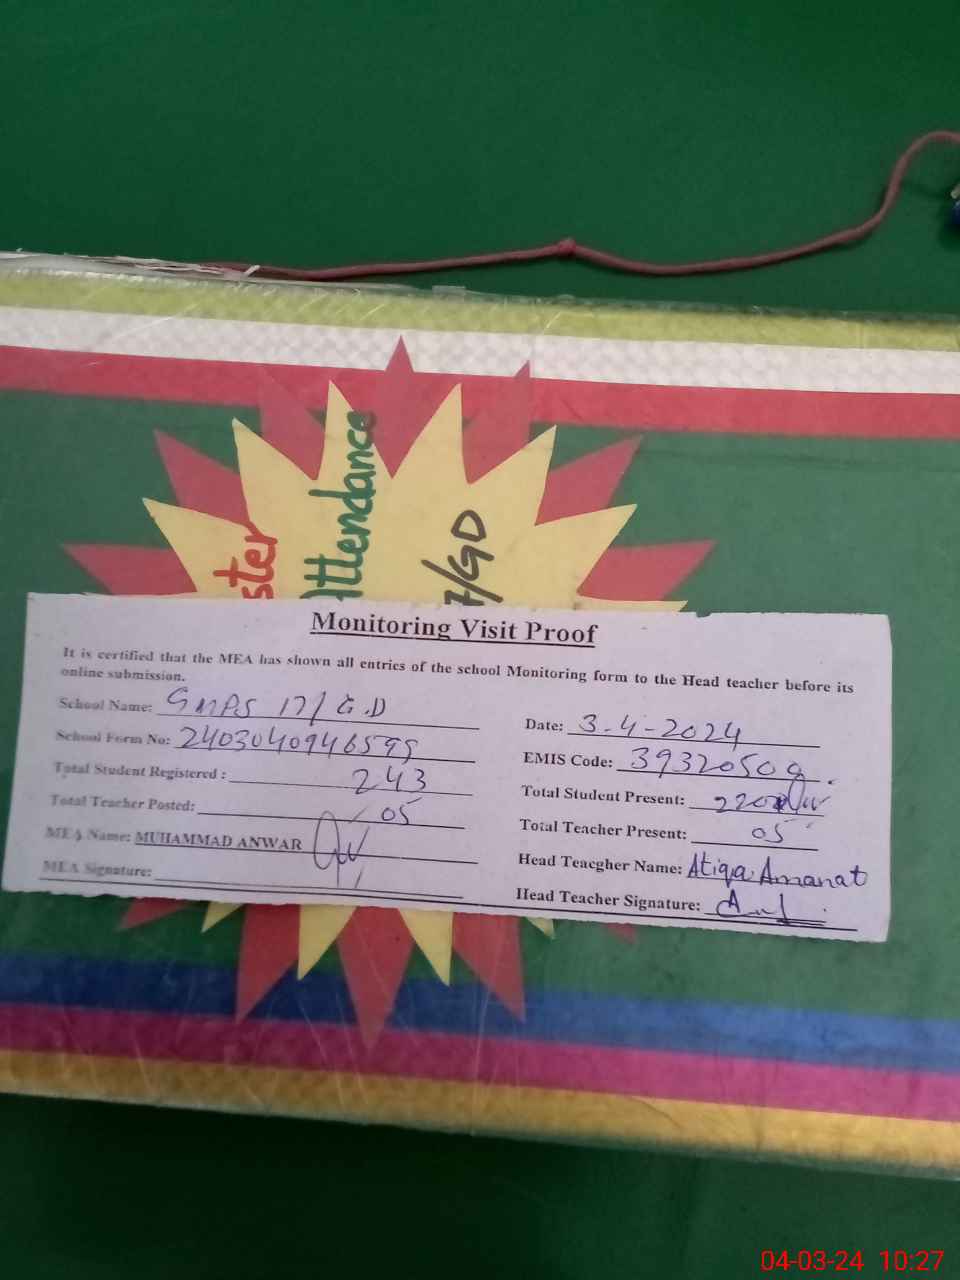 ster
Attendance
7/GD
Monitoring Visit Proof
It is certified that the MEA has shown all entries of the school Monitoring form to the Head teacher before its
online submission.
School Name: GMPS 17/G.D
Date: 3-4-2024
School Form No: 2403040946599
EMIS Code: 39320509
Total Student Registered : 243
Total Student Present: 220
Total Teacher Posted: 05
Total Teacher Present: 05
MEA Name: MUHAMMAD ANWAR
Head Teacgher Name: Atiqa Amanat
MEA Signature:
Head Teacher Signature:
04-03-24 10:27